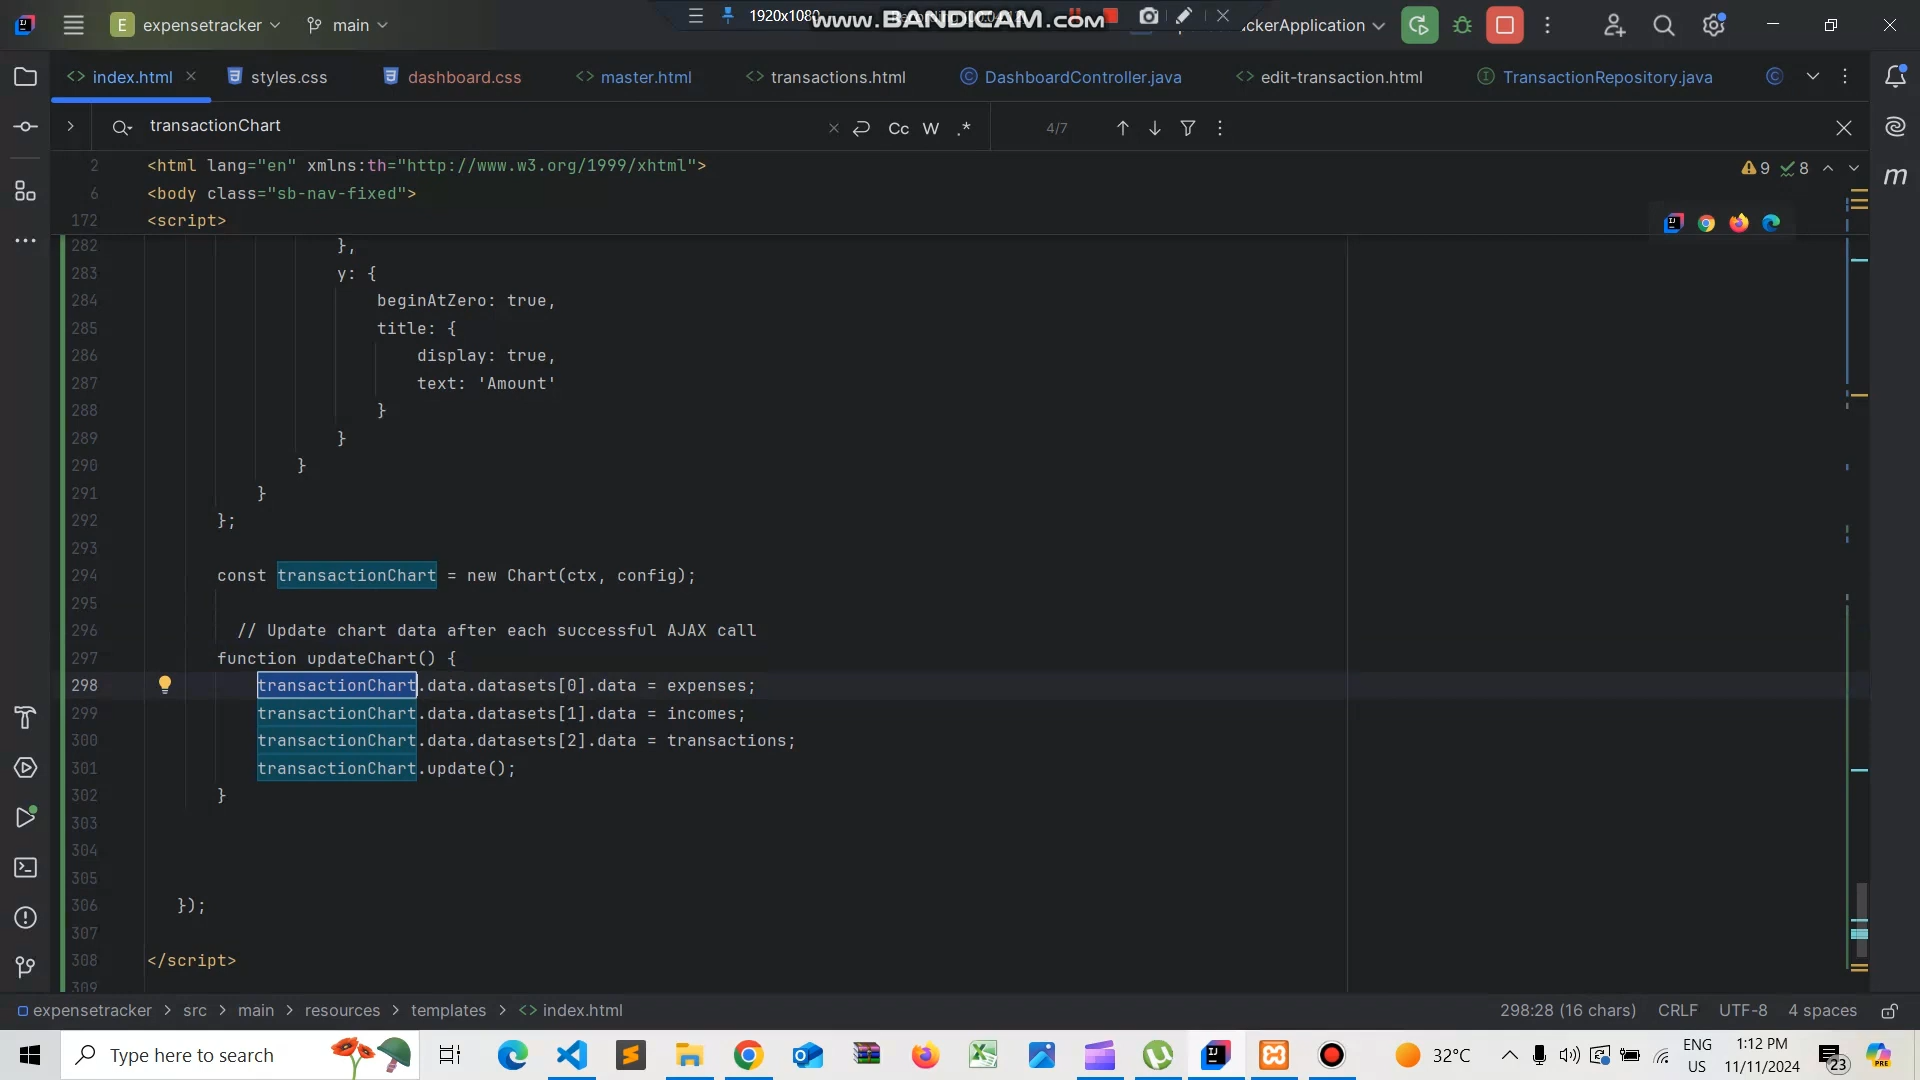 E expensetracker main 1920x1080 www.BANDICAM.com ckerApplication
index.html styles.css dashboard.css master.html transactions.html DashboardController.java edit-transaction.html TransactionRepository.java
transactionChart Cc W .* 4/7
2 <html lang="en" xmlns:th="http://www.w3.org/1999/xhtml"> 9 8
6 <body class="sb-nav-fixed">
172 <script>
282 },
283 y: {
284 beginAtZero: true,
285 title: {
286 display: true,
287 text: 'Amount'
288 }
289 }
290 }
291 }
292 };
293
294 const transactionChart = new Chart(ctx, config);
295
296 // Update chart data after each successful AJAX call
297 function updateChart() {
298 transactionChart.data.datasets[0].data = expenses;
299 transactionChart.data.datasets[1].data = incomes;
300 transactionChart.data.datasets[2].data = transactions;
301 transactionChart.update();
302 }
303
304
305
306 });
307
308 </script>
309
expensetracker > src > main > resources > templates > index.html 298:28 (16 chars) CRLF UTF-8 4 spaces
Type here to search 32°C ENG US 1:12 PM 11/11/2024 23